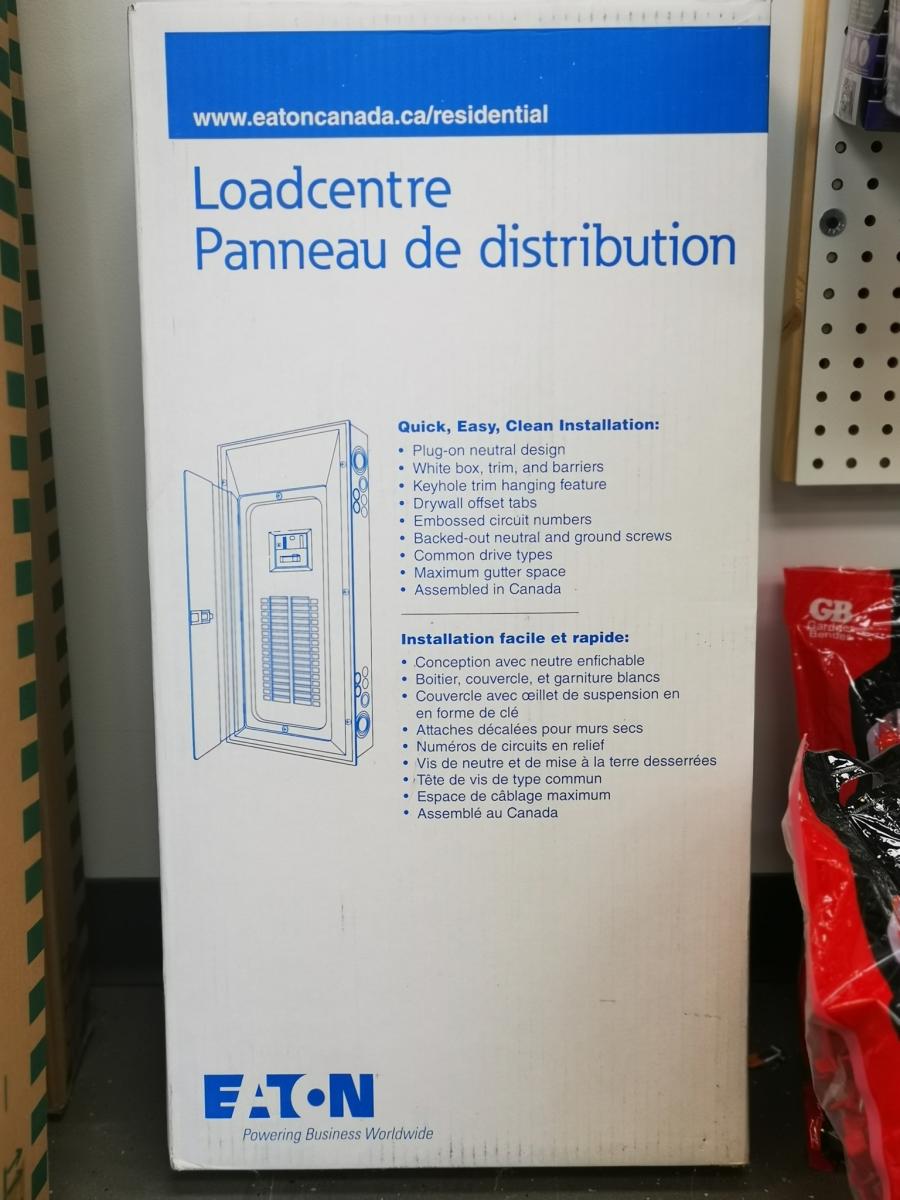 www.eatoncanada.ca/residential
Loadcentre
Panneau de distribution
Quick, Easy, Clean Installation:
• Plug-on neutral design
• White box, trim, and barriers
• Keyhole trim hanging feature
• Drywall offset tabs
• Embossed circuit numbers
• Backed-out neutral and ground screws
• Common drive types
• Maximum gutter space
• Assembled in Canada
Installation facile et rapide:
• Conception avec neutre enfichable
• Boitier, couvercle, et garniture blancs
• Couvercle avec œillet de suspension en
en forme de clé
• Attaches décalées pour murs secs
• Numéros de circuits en relief
• Vis de neutre et de mise à la terre desserrées
• Tête de vis de type commun
• Espace de câblage maximum
• Assemblé au Canada
EATON
Powering Business Worldwide
GB
Gardner
Bender